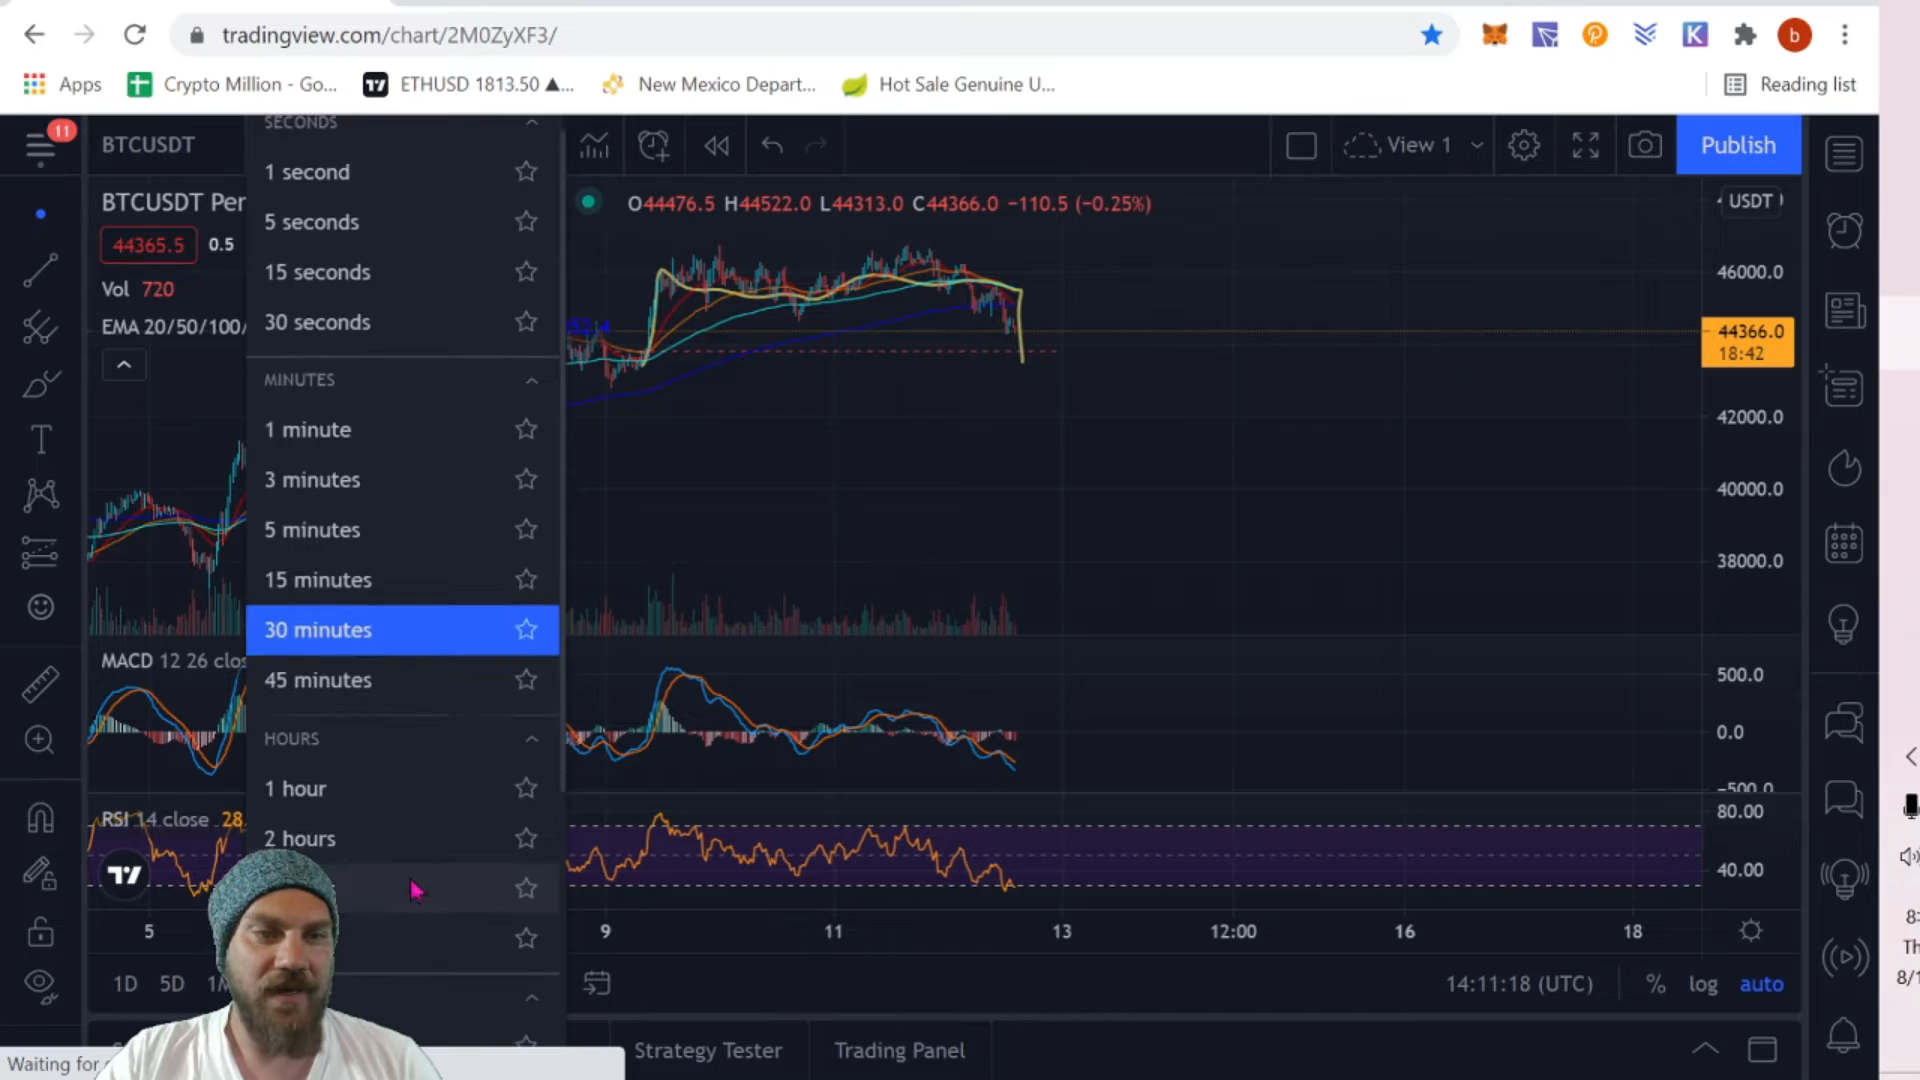 tradingview.com/chart/2M0ZyXF3/
b
Apps
Crypto Million - Go...
ETHUSD 1813.50 ▲...
New Mexico Depart...
Hot Sale Genuine U...
Reading list
11
BTCUSDT
SECONDS
View 1
Publish
1 second
BTCUSDT Per
O44476.5 H44522.0 L44313.0 C44366.0 −110.5 (−0.25%)
USDT
44365.5 0.5
5 seconds
Vol 720
15 seconds
46000.0
EMA 20/50/100/
30 seconds
44366.0
18:42
MINUTES
1 minute
42000.0
3 minutes
40000.0
5 minutes
38000.0
15 minutes
30 minutes
MACD 12 26 clos
45 minutes
500.0
HOURS
0.0
1 hour
−500.0
RSI 14 close 28.
80.00
2 hours
40.00
5 9 11 13 12:00 16 18
1D 5D
14:11:18 (UTC) % log auto
Strategy Tester
Trading Panel
Waiting for